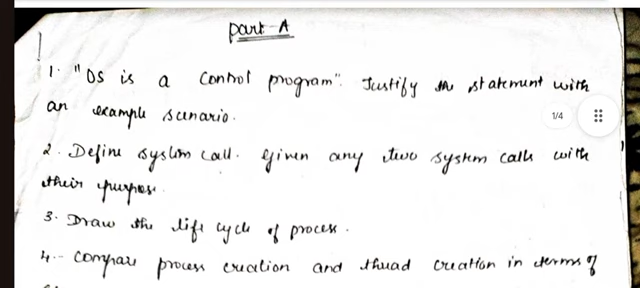 Part-A
1. "OS is a control program". Justify the statement with
an example scenario.
1/4
2. Define system call. Given any two system calls with
their purpose.
3. Draw the life cycle of process.
4. Compare process creation and thread creation in terms of